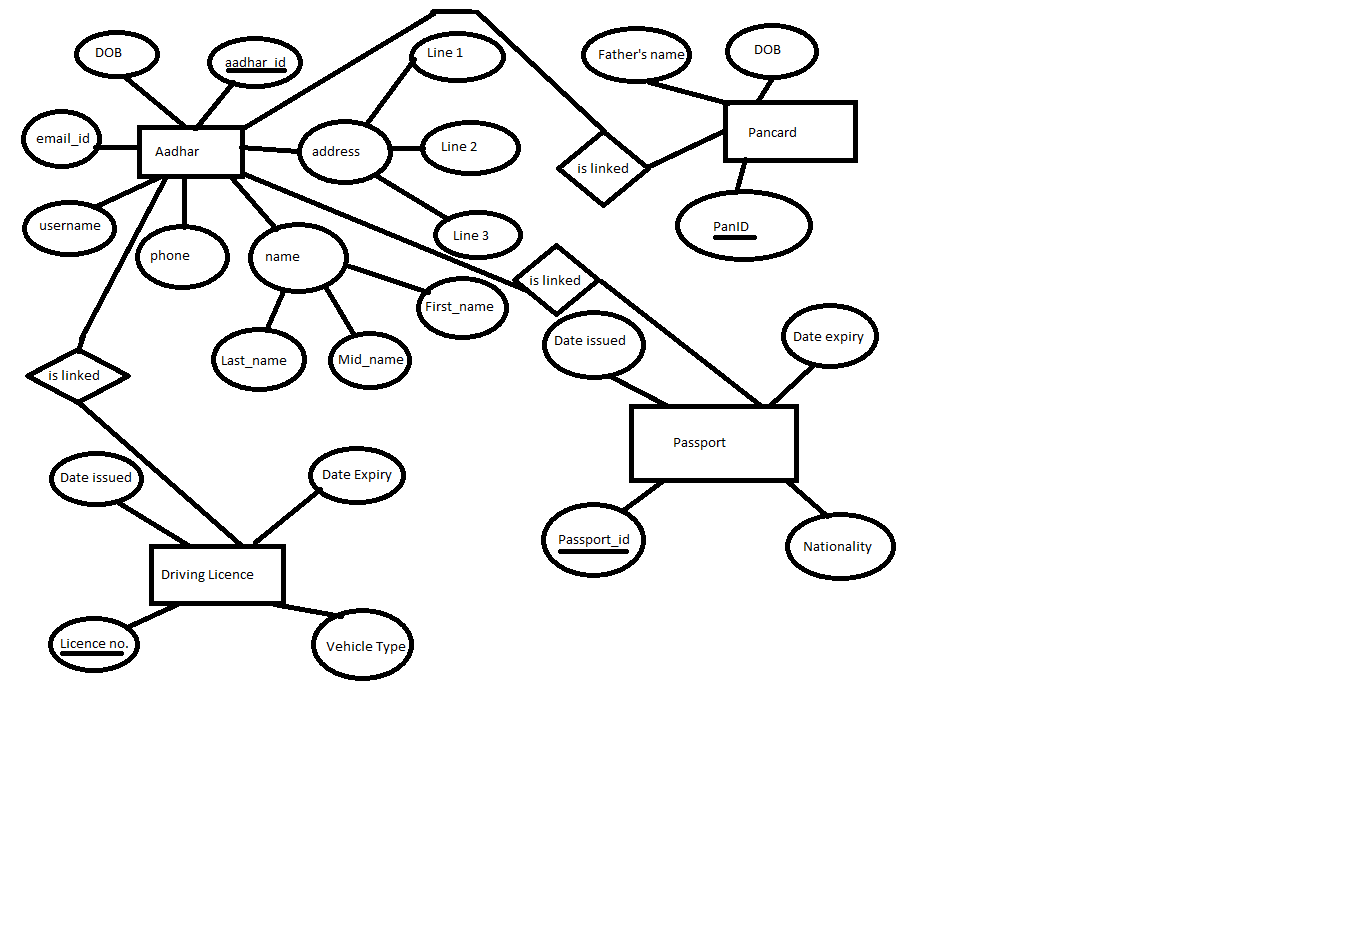 DOB
aadhar_id
Line 1
Father's name
DOB
email_id
Aadhar
address
Line 2
Pancard
is linked
username
phone
name
Line 3
PanID
is linked
First_name
Last_name
Mid_name
Date issued
Date expiry
is linked
Passport
Date issued
Date Expiry
Passport_id
Nationality
Driving Licence
Licence no.
Vehicle Type